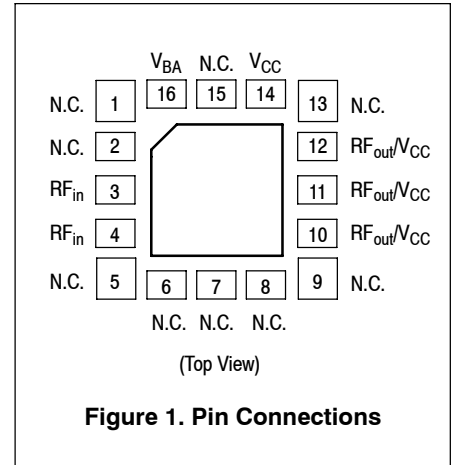 V_BA N.C. V_CC
16 15 14
N.C. 1 13 N.C.
N.C. 2 12 RF_out/V_CC
RF_in 3 11 RF_out/V_CC
RF_in 4 10 RF_out/V_CC
N.C. 5 9 N.C.
6 7 8
N.C. N.C. N.C.
(Top View)
Figure 1. Pin Connections